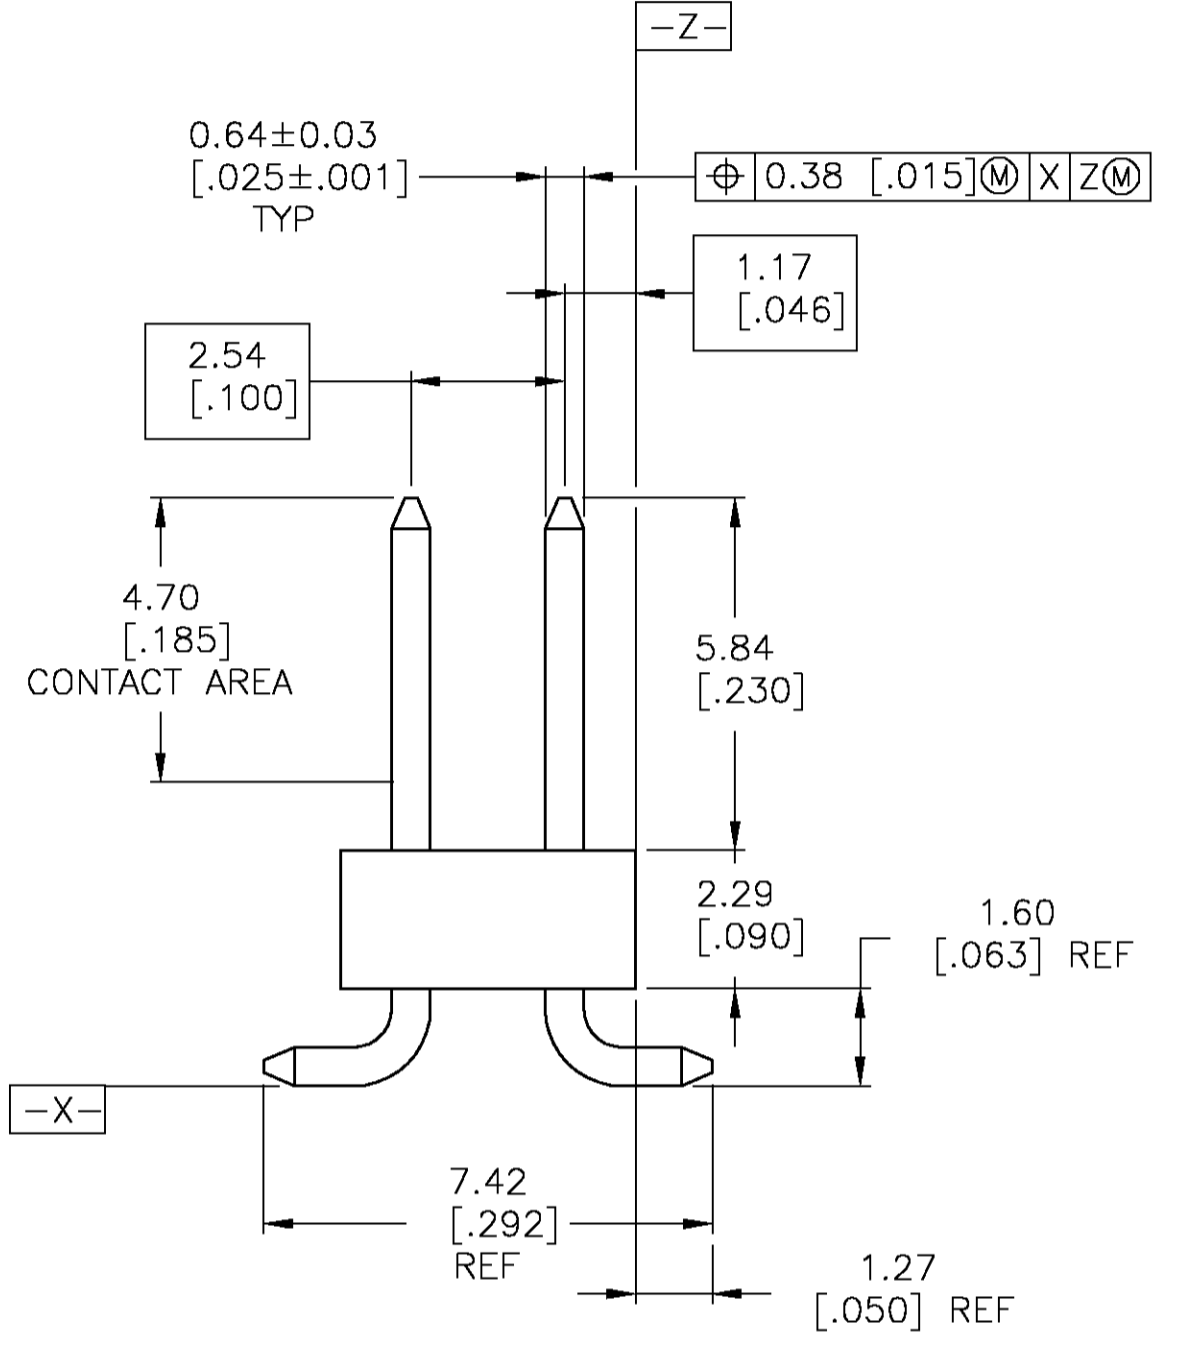 -Z-
0.64±0.03
[.025±.001]
TYP
⌖ 0.38 [.015]Ⓜ X ZⓂ
1.17
[.046]
2.54
[.100]
4.70
[.185]
CONTACT AREA
5.84
[.230]
2.29
[.090]
1.60
[.063] REF
-X-
7.42
[.292]
REF
1.27
[.050] REF